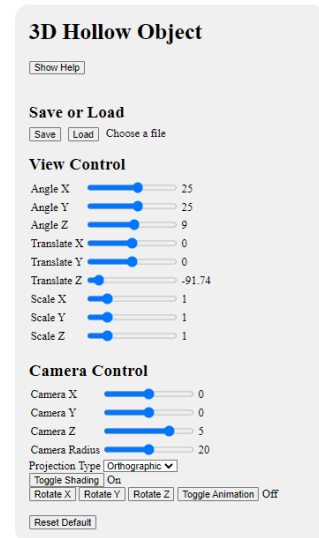 3D Hollow Object
Show Help
Save or Load
Save Load Choose a file
View Control
Angle X 25
Angle Y 25
Angle Z 9
Translate X 0
Translate Y 0
Translate Z -91.74
Scale X 1
Scale Y 1
Scale Z 1
Camera Control
Camera X 0
Camera Y 0
Camera Z 5
Camera Radius 20
Projection Type Orthographic
Toggle Shading On
Rotate X Rotate Y Rotate Z Toggle Animation Off
Reset Default